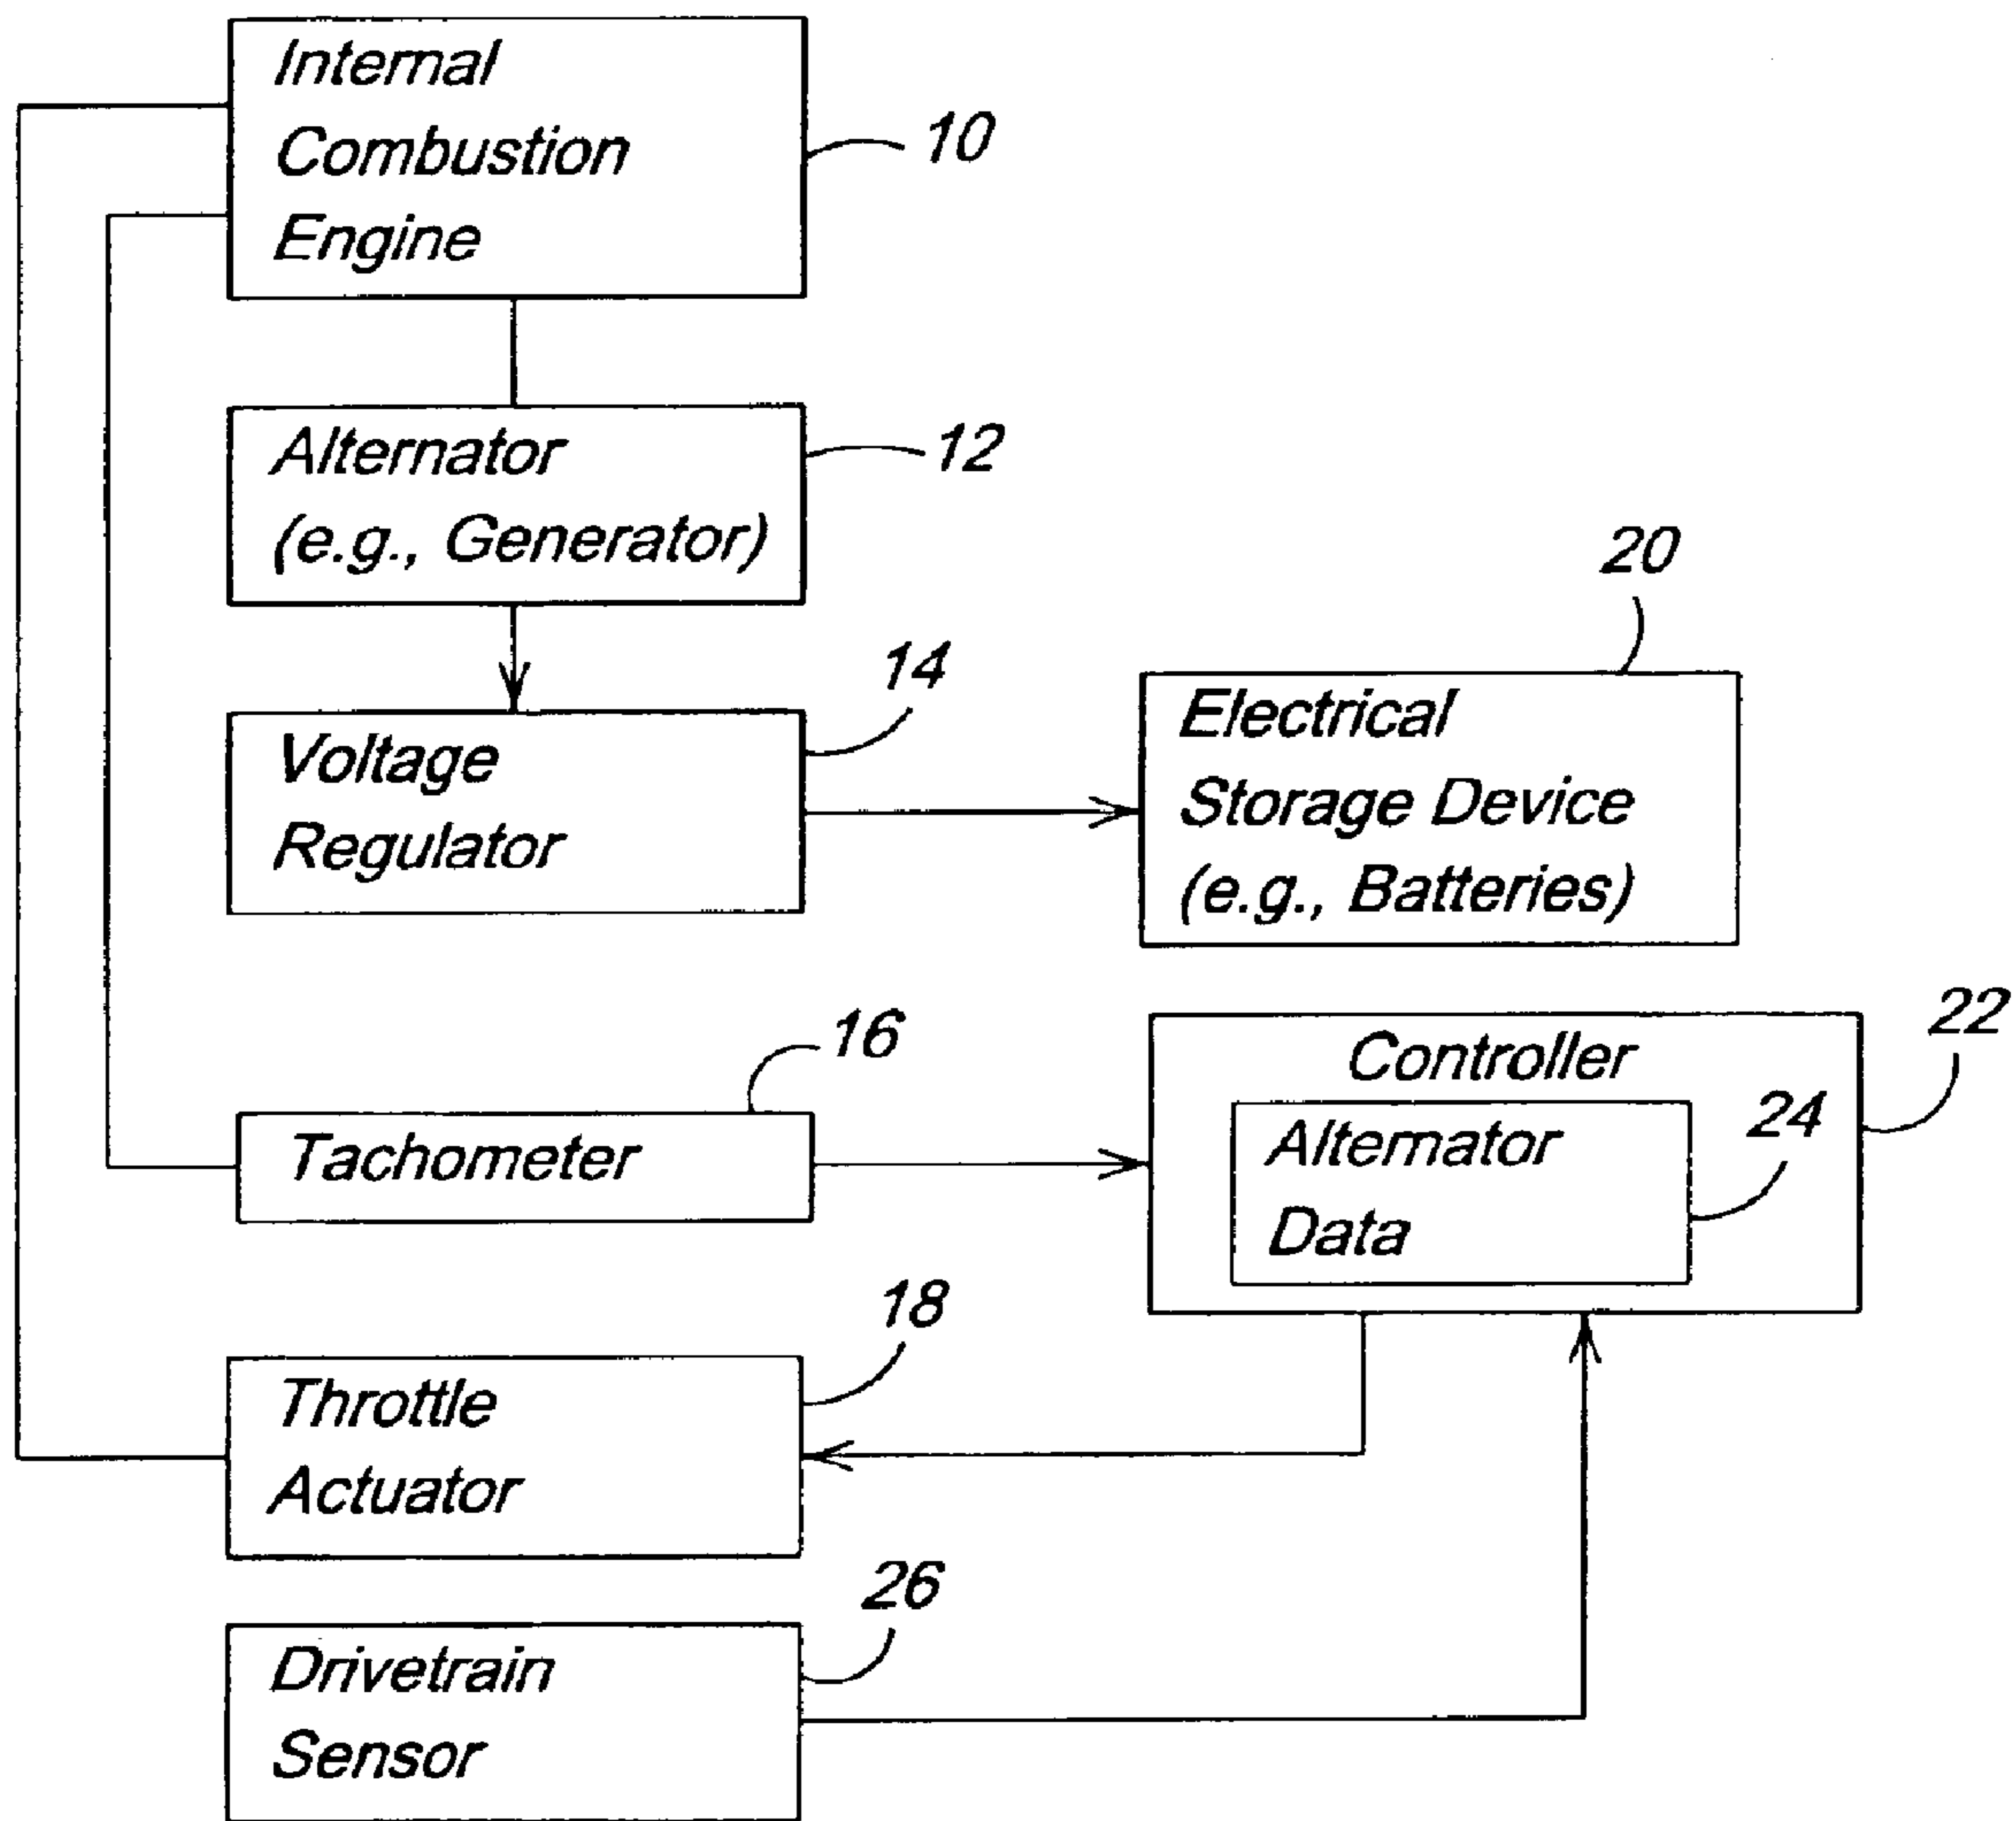 Internal
Combustion
Engine
10
Alternator
(e.g., Generator)
12
Voltage
Regulator
14
20
Electrical
Storage Device
(e.g., Batteries)
Tachometer
16
Controller
22
Alternator
Data
24
Throttle
Actuator
18
Drivetrain
Sensor
26